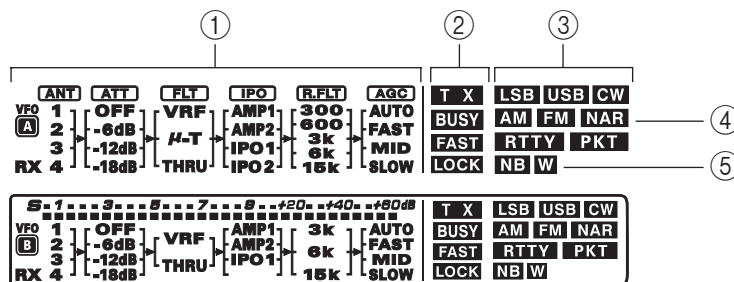 ① ② ③
ANT ATT FLT IPO R.FLT AGC
VFO A 1 OFF VRF AMP1 300 AUTO T X LSB USB CW
2 -6dB μ-T AMP2 600 FAST BUSY AM FM NAR ④
3 -12dB IPO1 3k 6k MID FAST RTTY PKT
RX 4 -18dB THRU IPO2 15k SLOW LOCK NB W ⑤
S 1 3 5 7 9 +20 +40 +60dB T X LSB USB CW
VFO B 1 OFF VRF AMP1 3k AUTO BUSY AM FM NAR
2 -6dB AMP2 6k FAST
3 -12dB THRU IPO1 MID FAST RTTY PKT
RX 4 -18dB 15k SLOW LOCK NB W